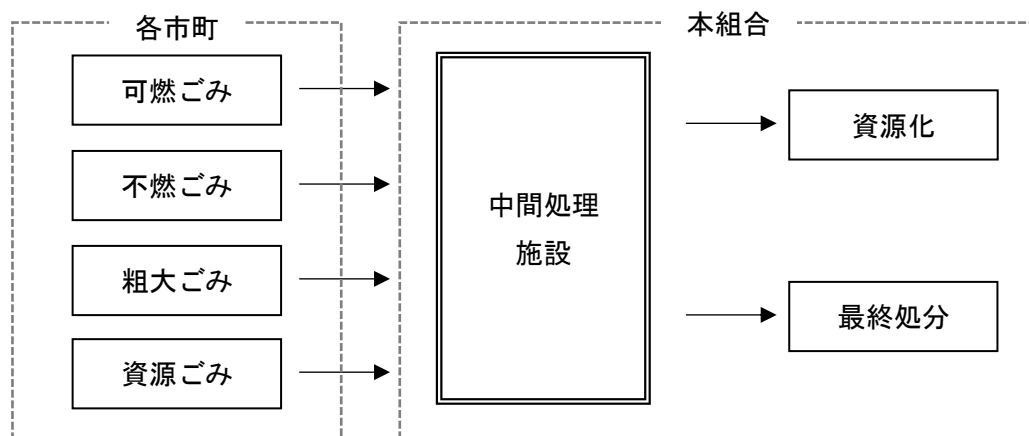 各市町
本組合
可燃ごみ
不燃ごみ
粗大ごみ
資源ごみ
中間処理
施設
資源化
最終処分